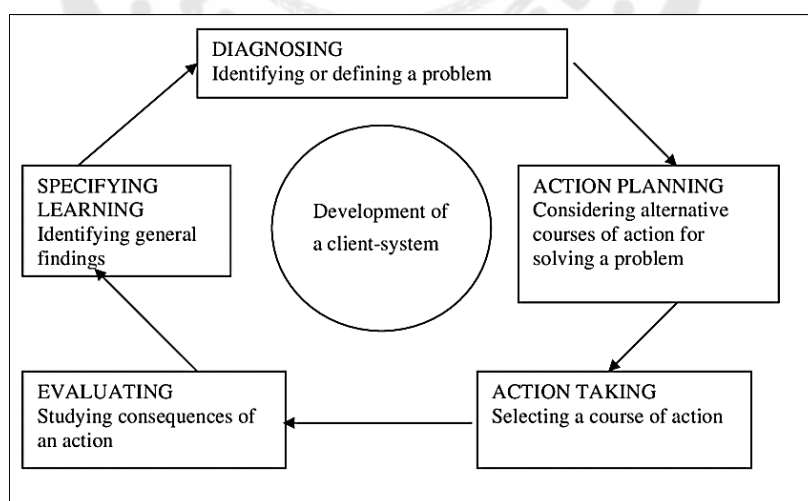 DIAGNOSING
Identifying or defining a problem
SPECIFYING
LEARNING
Identifying general
findings
Development of
a client-system
ACTION PLANNING
Considering alternative
courses of action for
solving a problem
EVALUATING
Studying consequences of
an action
ACTION TAKING
Selecting a course of action